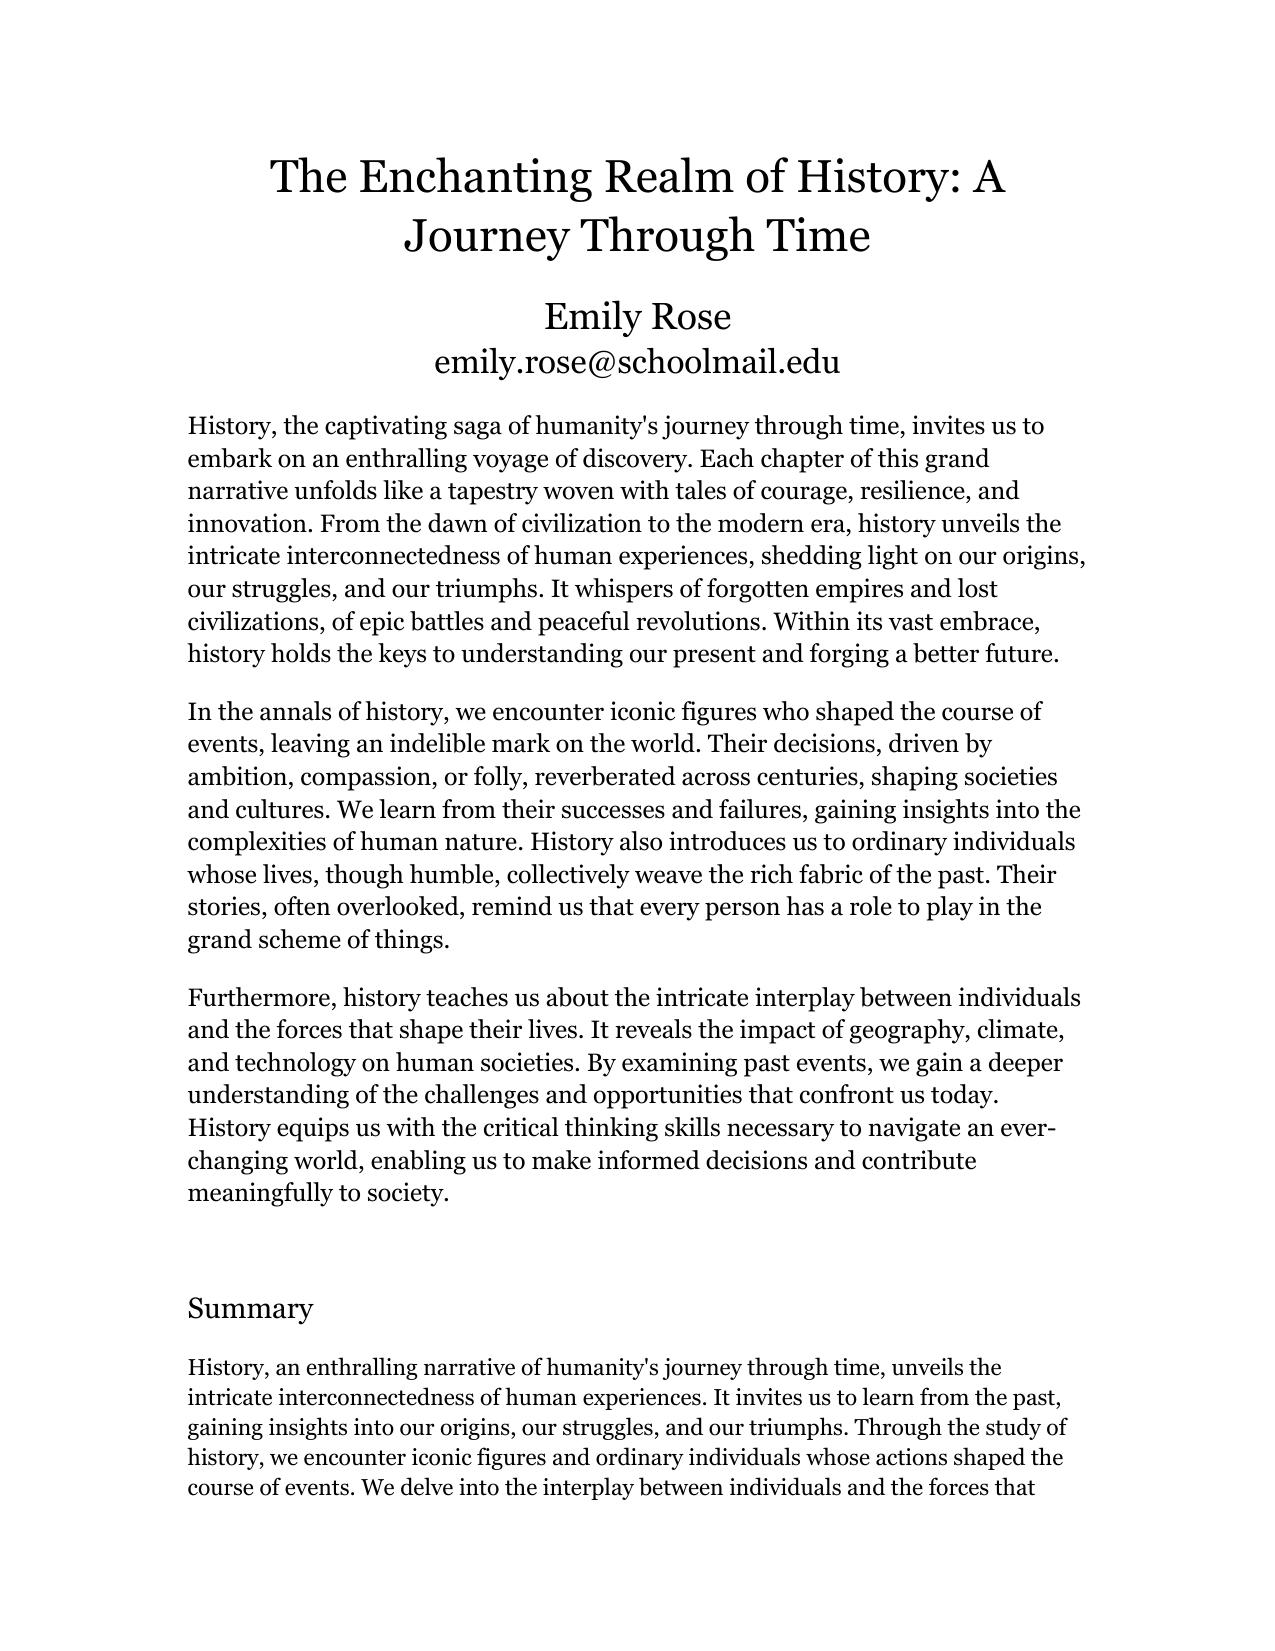 The Enchanting Realm of History: A
Journey Through Time
Emily Rose
emily.rose@schoolmail.edu
History, the captivating saga of humanity's journey through time, invites us to
embark on an enthralling voyage of discovery. Each chapter of this grand
narrative unfolds like a tapestry woven with tales of courage, resilience, and
innovation. From the dawn of civilization to the modern era, history unveils the
intricate interconnectedness of human experiences, shedding light on our origins,
our struggles, and our triumphs. It whispers of forgotten empires and lost
civilizations, of epic battles and peaceful revolutions. Within its vast embrace,
history holds the keys to understanding our present and forging a better future.
In the annals of history, we encounter iconic figures who shaped the course of
events, leaving an indelible mark on the world. Their decisions, driven by
ambition, compassion, or folly, reverberated across centuries, shaping societies
and cultures. We learn from their successes and failures, gaining insights into the
complexities of human nature. History also introduces us to ordinary individuals
whose lives, though humble, collectively weave the rich fabric of the past. Their
stories, often overlooked, remind us that every person has a role to play in the
grand scheme of things.
Furthermore, history teaches us about the intricate interplay between individuals
and the forces that shape their lives. It reveals the impact of geography, climate,
and technology on human societies. By examining past events, we gain a deeper
understanding of the challenges and opportunities that confront us today.
History equips us with the critical thinking skills necessary to navigate an ever-
changing world, enabling us to make informed decisions and contribute
meaningfully to society.
Summary
History, an enthralling narrative of humanity's journey through time, unveils the
intricate interconnectedness of human experiences. It invites us to learn from the past,
gaining insights into our origins, our struggles, and our triumphs. Through the study of
history, we encounter iconic figures and ordinary individuals whose actions shaped the
course of events. We delve into the interplay between individuals and the forces that